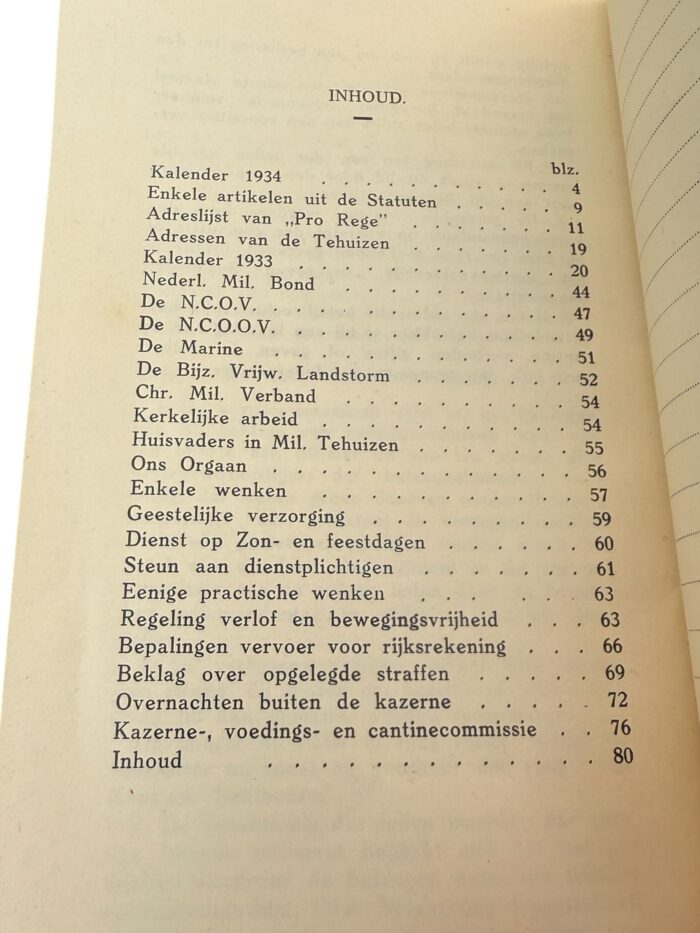 INHOUD.
blz.
Kalender 1934 . . . . . . . . . . . 4
Enkele artikelen uit de Statuten . . . . . 9
Adreslijst van „Pro Rege" . . . . . . . 11
Adressen van de Tehuizen . . . . . . . 19
Kalender 1933 . . . . . . . . . . . 20
Nederl. Mil. Bond . . . . . . . . . . 44
De N.C.O.V. . . . . . . . . . . . 47
De N.C.O.O.V. . . . . . . . . . . 49
De Marine . . . . . . . . . . . . 51
De Bijz. Vrijw. Landstorm . . . . . . . 52
Chr. Mil. Verband . . . . . . . . . . 54
Kerkelijke arbeid . . . . . . . . . . 54
Huisvaders in Mil. Tehuizen . . . . . . . 55
Ons Orgaan . . . . . . . . . . . . 56
Enkele wenken . . . . . . . . . . 57
Geestelijke verzorging . . . . . . . . 59
Dienst op Zon- en feestdagen . . . . . . 60
Steun aan dienstplichtigen . . . . . . . 61
Eenige practische wenken . . . . . . 63
Regeling verlof en bewegingsvrijheid . . . 63
Bepalingen vervoer voor rijksrekening . . . 66
Beklag over opgelegde straffen . . . . . 69
Overnachten buiten de kazerne . . . . . 72
Kazerne-, voedings- en cantinecommissie . . 76
Inhoud . . . . . . . . . . . . . 80